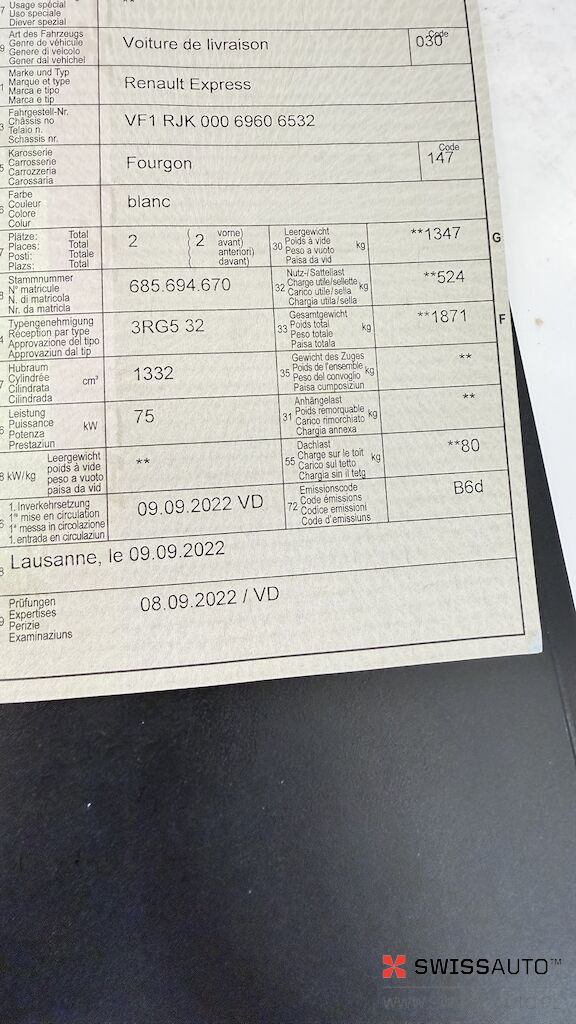 Usage spécial
Uso speciale
Diever spezial
Art des Fahrzeugs
Genre de véhicule
Genere di veicolo
Gener dal vehichel
Voiture de livraison
Code
030
Marke und Typ
Marque et type
Marca e tipo
Marca e tip
Renault Express
Fahrgestell-Nr.
Châssis no
Telaio n.
Schassis nr.
VF1 RJK 000 6960 6532
Karosserie
Carrosserie
Carrozzeria
Carossaria
Fourgon
Code
147
Farbe
Couleur
Colore
Colur
blanc
Plätze: Total
Places: Total
Posti: Totale
Plazs: Total
2
( 2
vorne)
avant)
anteriori)
davant)
30
Leergewicht
Poids à vide
Peso a vuoto
Paisa da vid
kg
**1347
G
Stammnummer
N° matricule
N. di matricola
Nr. da matricla
685.694.670
32
Nutz-/Sattellast
Charge utile/sellette
Carico utile/sella
Chargia utila/sella
kg
**524
Typengenehmigung
Réception par type
Approvazione del tipo
Approvaziun dal tip
3RG5 32
33
Gesamtgewicht
Poids total
Peso totale
Paisa totala
kg
**1871
F
Hubraum
Cylindrée
Cilindrata
Cilindrada
cm³
1332
35
Gewicht des Zuges
Poids de l'ensemble
Peso del convoglio
Paisa cumposiziun
kg
**
Leistung
Puissance
Potenza
Prestaziun
kW
75
31
Anhängelast
Poids remorquable
Carico rimorchiato
Chargia annexa
kg
**
8 kW/kg
Leergewicht
poids à vide
peso a vuoto
paisa da vid
**
55
Dachlast
Charge sur le toit
Carico sul tetto
Chargia sin il tetg
kg
**80
1. Inverkehrsetzung
1re mise en circulation
1a messa in circolazione
1. entrada en circulaziun
09.09.2022 VD
72
Emissionscode
Code émissions
Codice emissioni
Code d'emissiuns
B6d
Lausanne, le 09.09.2022
Prüfungen
Expertises
Perizie
Examinaziuns
08.09.2022 / VD
SWISSAUTO™